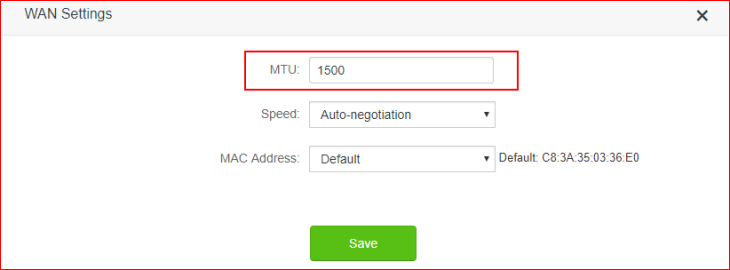 WAN Settings
MTU: 1500
Speed: Auto-negotiation
MAC Address: Default Default: C8:3A:35:03:36:E0
Save